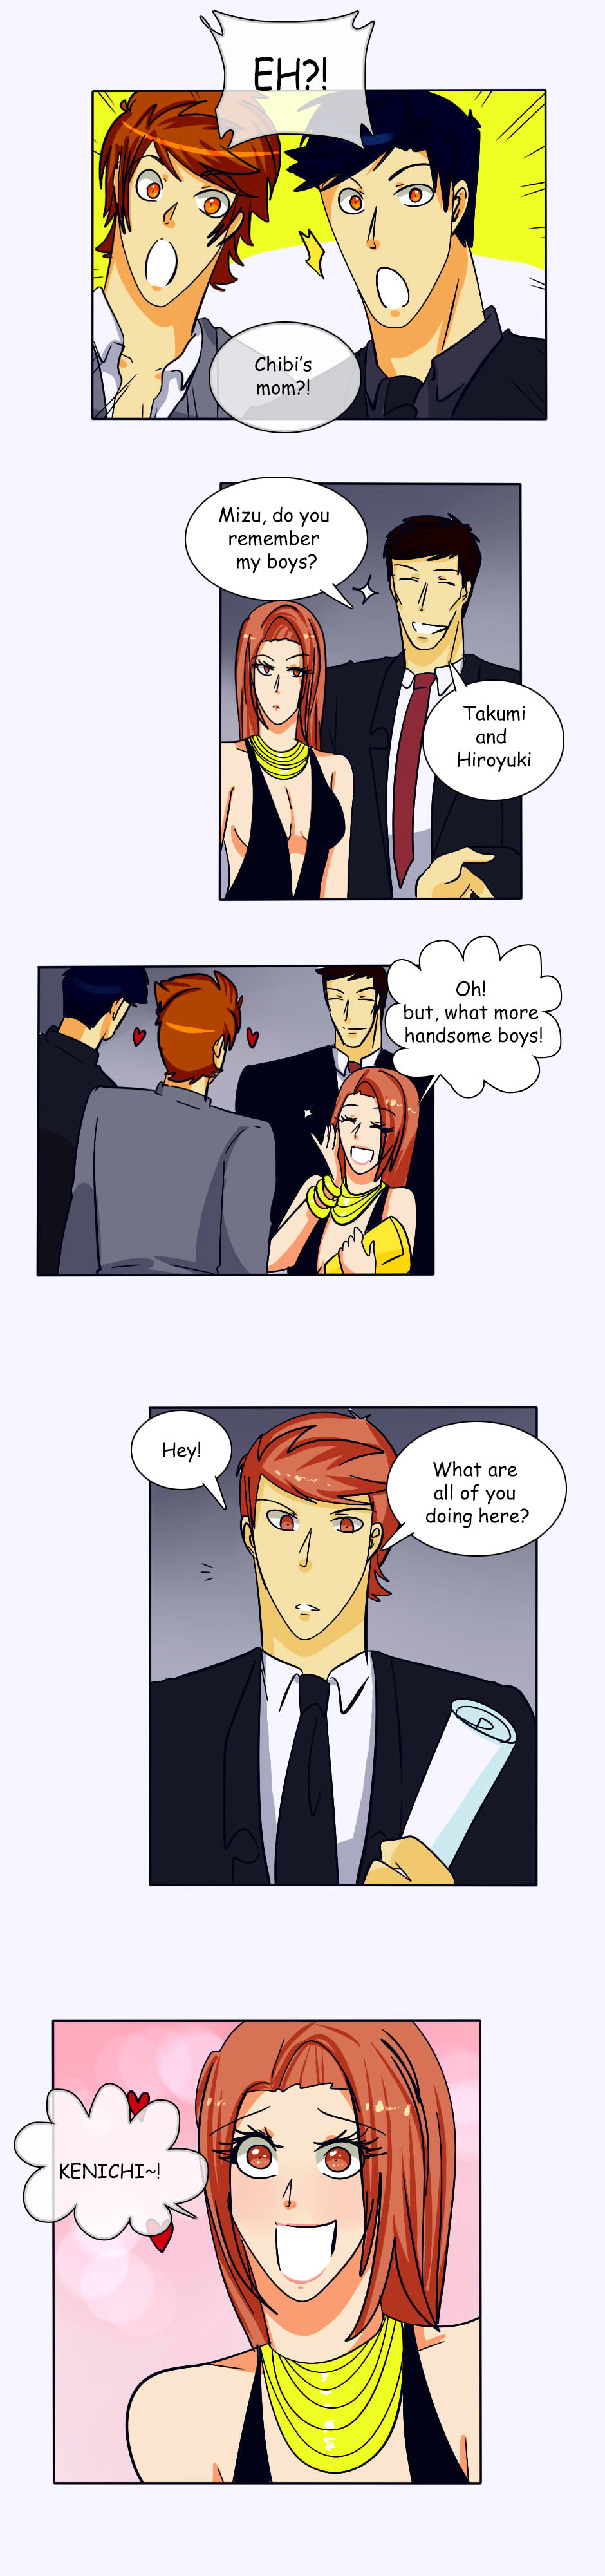 EH?!
Chibi's
mom?!
Mizu, do you
remember
my boys?
Takumi
and
Hiroyuki
Oh!
but, what more
handsome boys!
Hey!
What are
all of you
doing here?
KENICHI~!